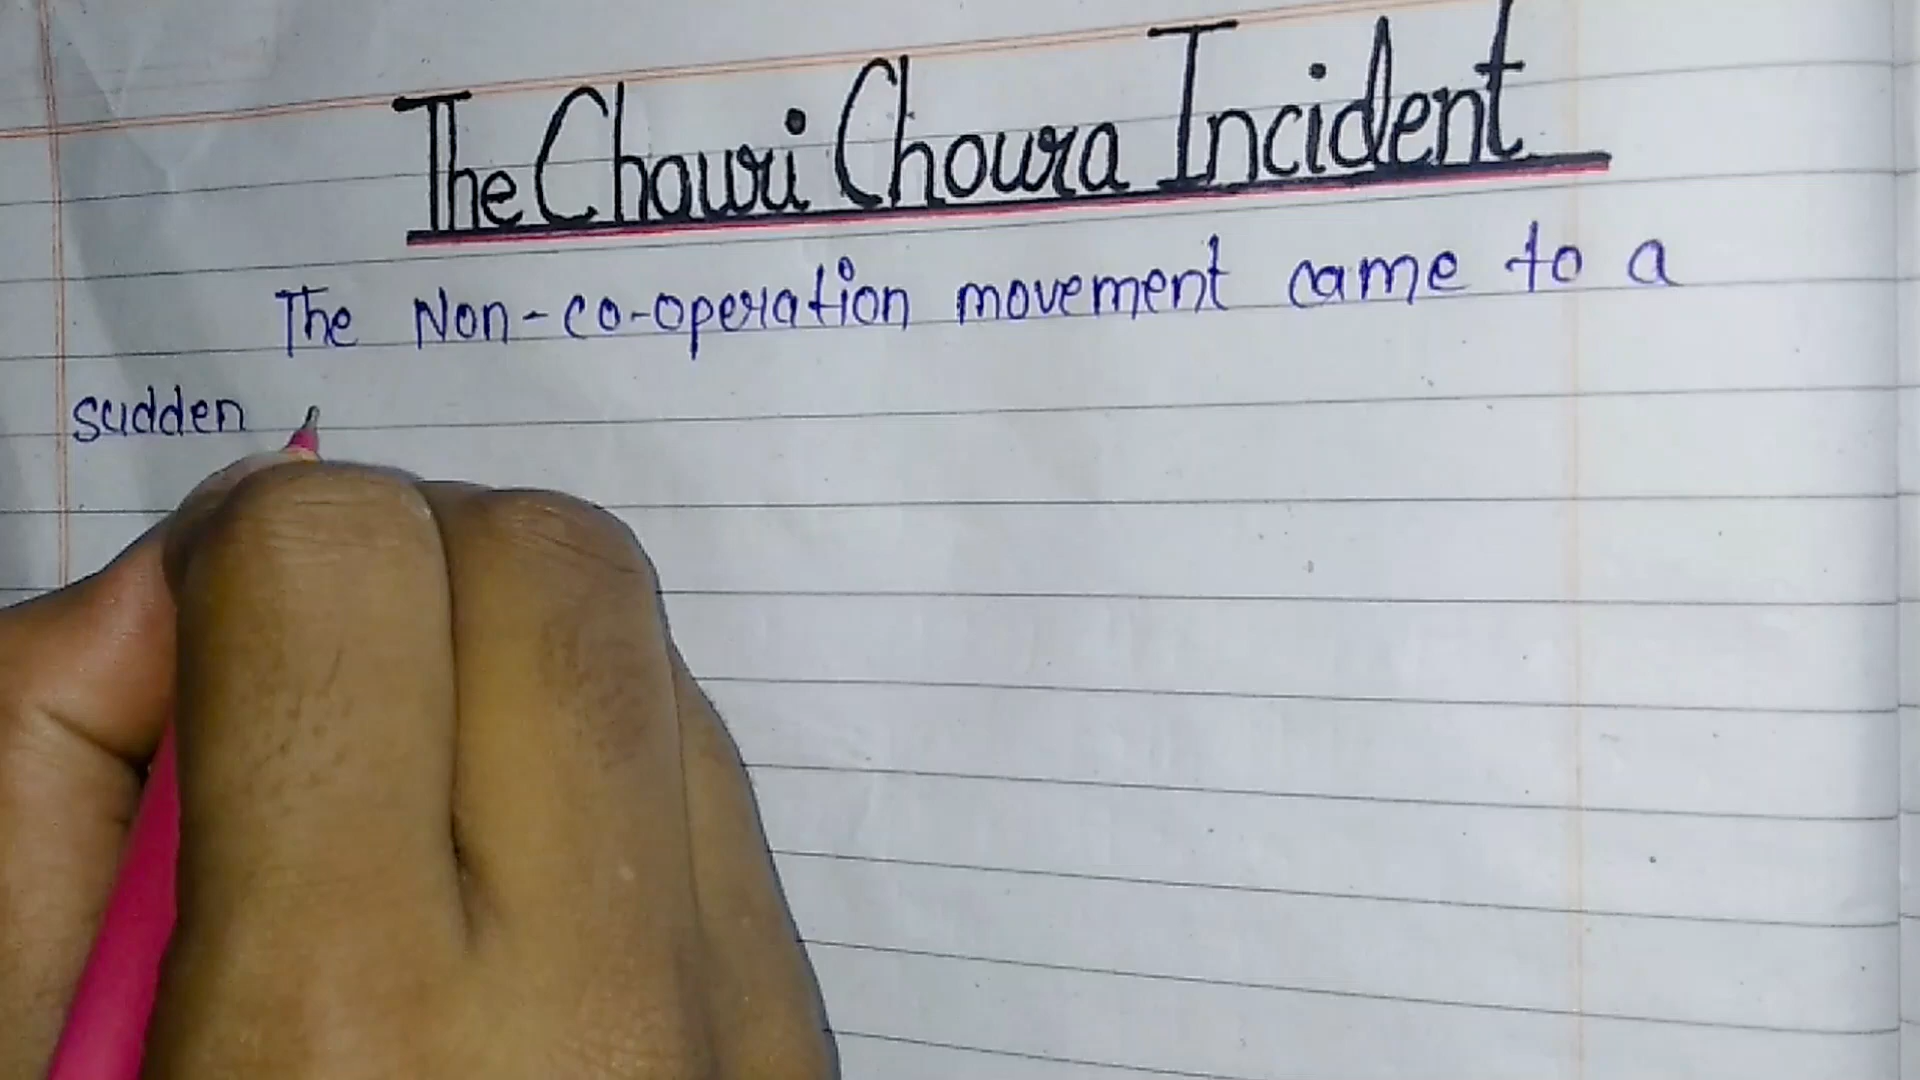 The Chauri Choura Incident
The Non-co-operation movement came to a
sudden